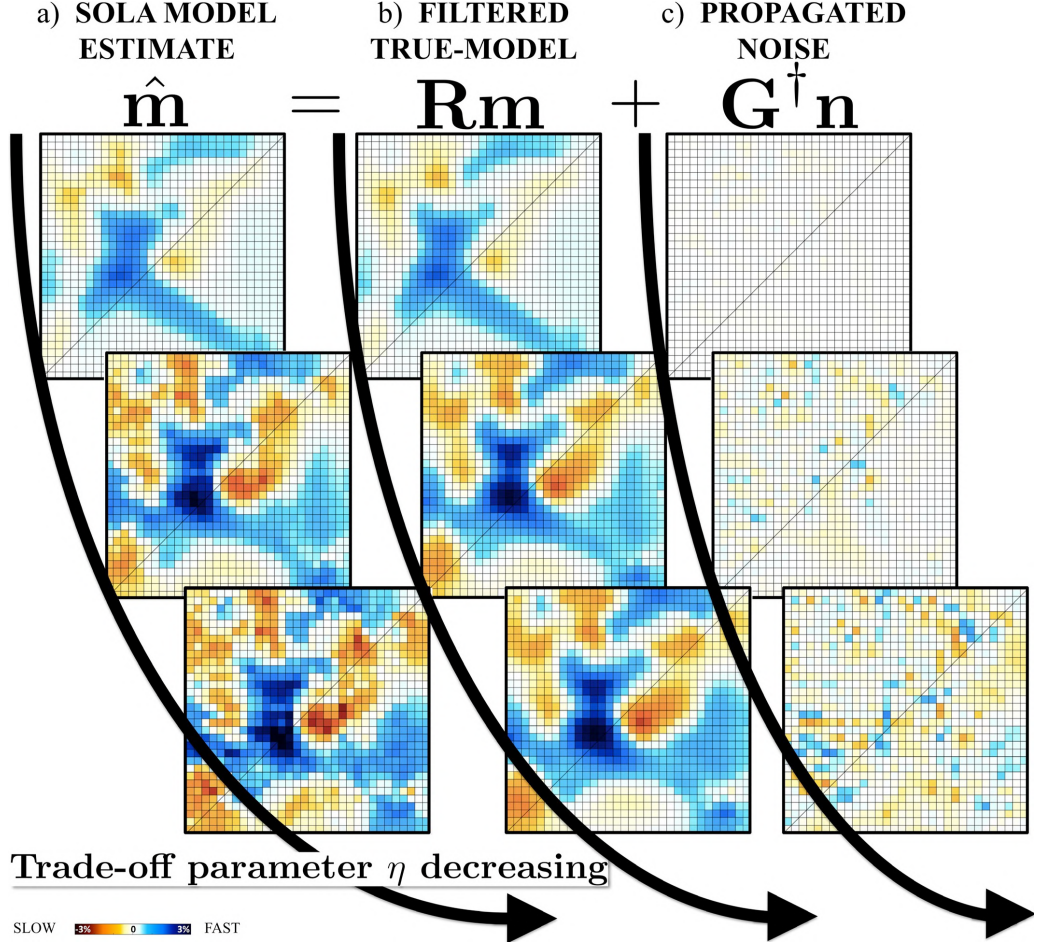 a) SOLA MODEL ESTIMATE
b) FILTERED TRUE-MODEL
c) PROPAGATED NOISE
m̂ = Rm + G†n
Trade-off parameter η decreasing
SLOW -3% 0 3% FAST